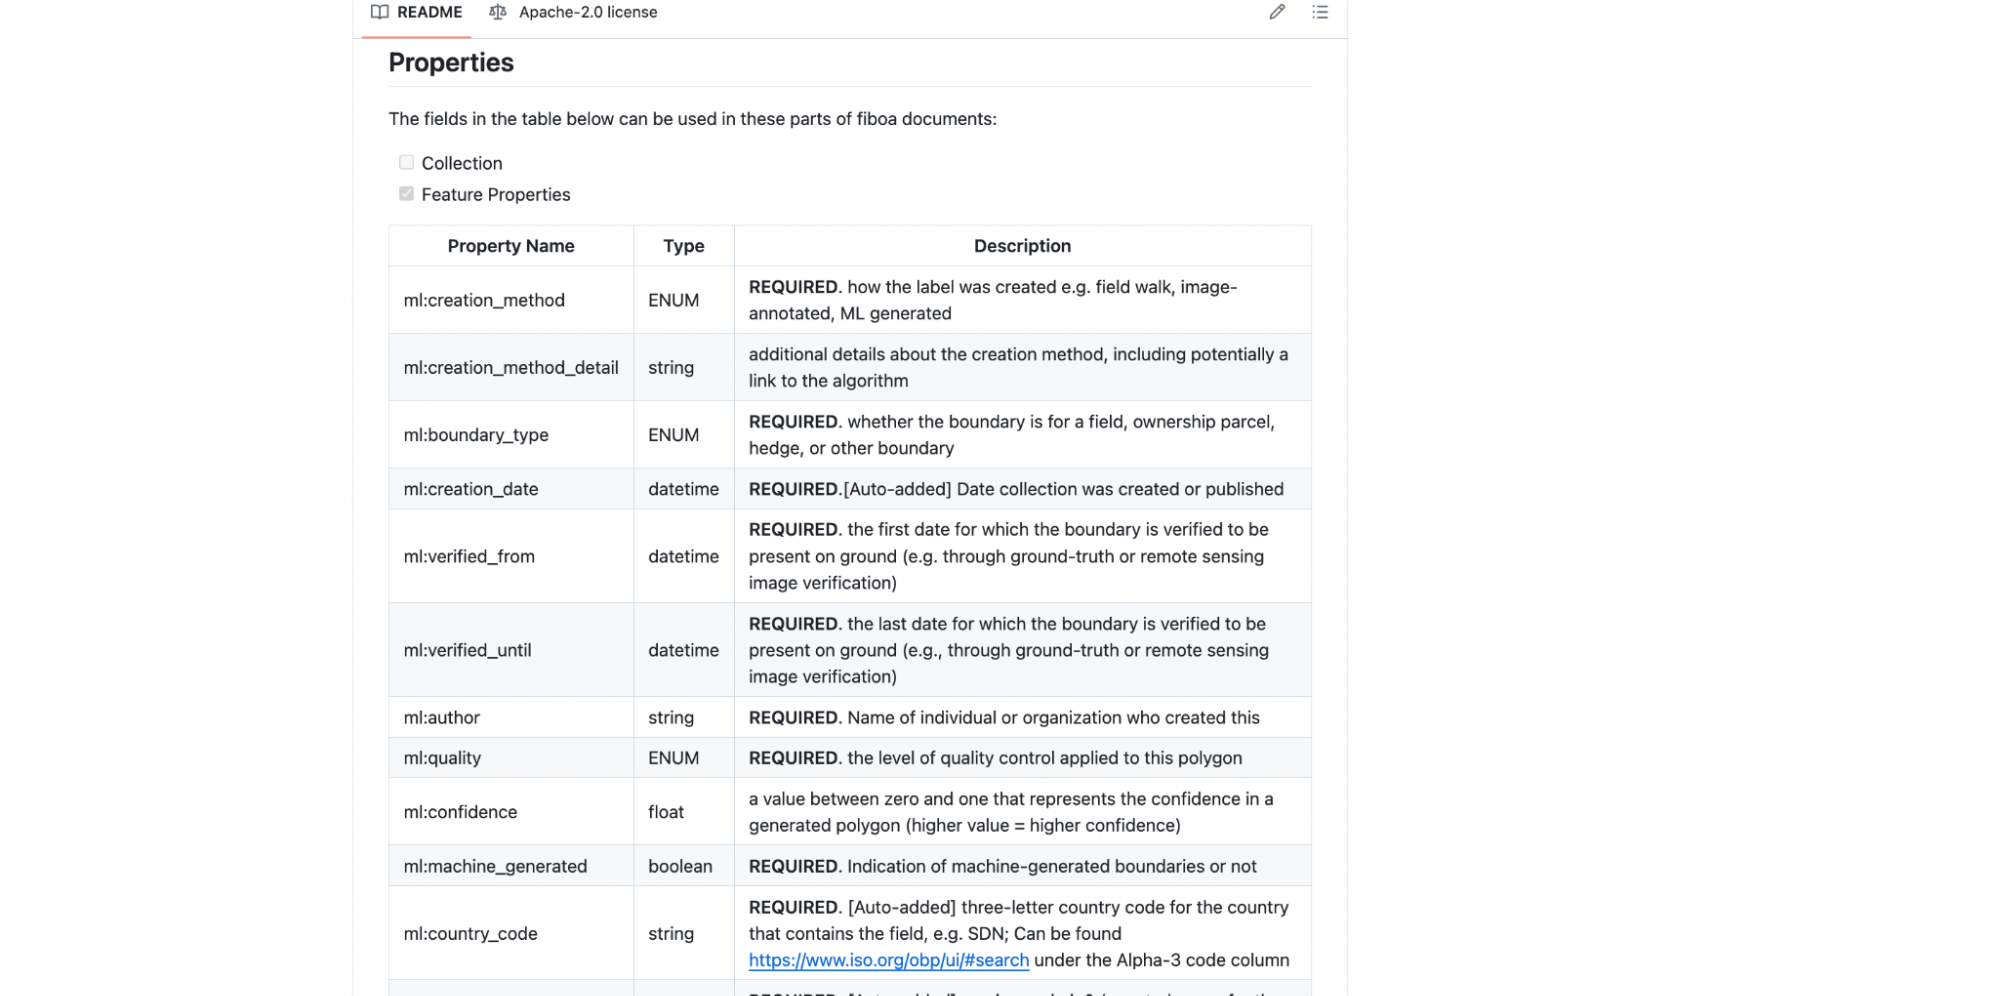 README Apache-2.0 license
Properties
The fields in the table below can be used in these parts of fiboa documents:
Collection
Feature Properties
Property Name Type Description
ml:creation_method ENUM REQUIRED. how the label was created e.g. field walk, image-
annotated, ML generated
ml:creation_method_detail string additional details about the creation method, including potentially a
link to the algorithm
ml:boundary_type ENUM REQUIRED. whether the boundary is for a field, ownership parcel,
hedge, or other boundary
ml:creation_date datetime REQUIRED.[Auto-added] Date collection was created or published
ml:verified_from datetime REQUIRED. the first date for which the boundary is verified to be
present on ground (e.g. through ground-truth or remote sensing
image verification)
ml:verified_until datetime REQUIRED. the last date for which the boundary is verified to be
present on ground (e.g., through ground-truth or remote sensing
image verification)
ml:author string REQUIRED. Name of individual or organization who created this
ml:quality ENUM REQUIRED. the level of quality control applied to this polygon
ml:confidence float a value between zero and one that represents the confidence in a
generated polygon (higher value = higher confidence)
ml:machine_generated boolean REQUIRED. Indication of machine-generated boundaries or not
ml:country_code string REQUIRED. [Auto-added] three-letter country code for the country
that contains the field, e.g. SDN; Can be found
https://www.iso.org/obp/ui/#search under the Alpha-3 code column
REQUIRED. [Auto-added]